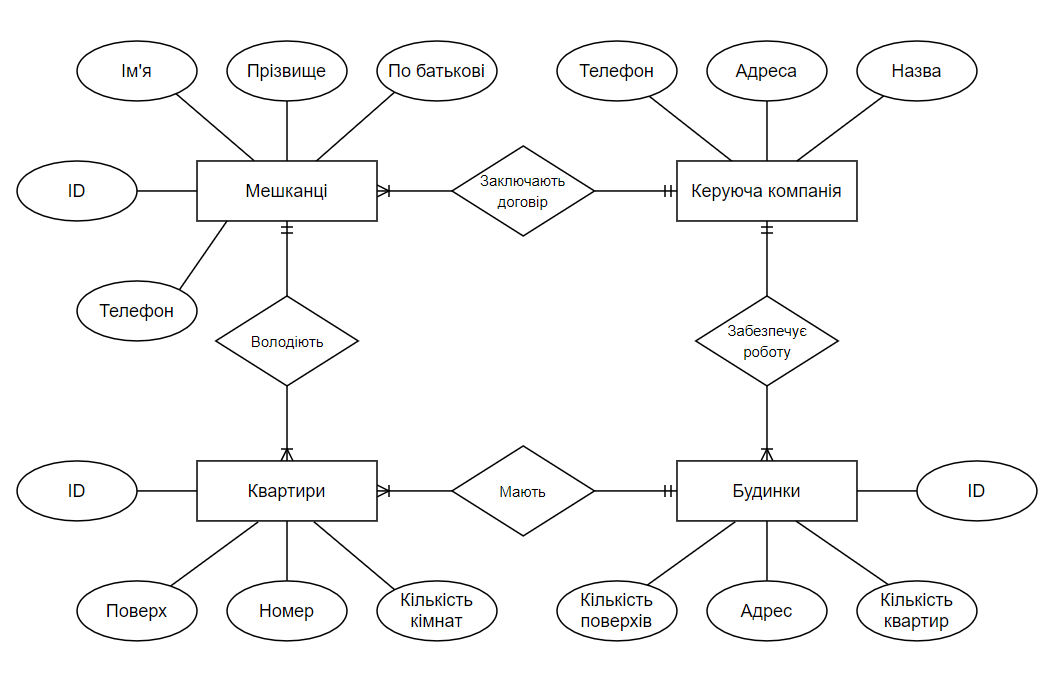 Ім'я
Прізвище
По батькові
Телефон
Адреса
Назва
ID
Мешканці
Заключають
договір
Керуюча компанія
Телефон
Володіють
Забезпечує
роботу
ID
Квартири
Мають
Будинки
ID
Поверх
Номер
Кількість
кімнат
Кількість
поверхів
Адрес
Кількість
квартир